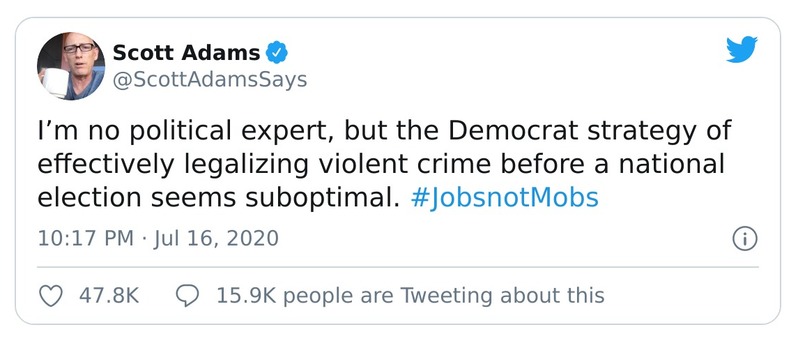 Scott Adams
@ScottAdamsSays
I’m no political expert, but the Democrat strategy of
effectively legalizing violent crime before a national
election seems suboptimal. #JobsnotMobs
10:17 PM · Jul 16, 2020
47.8K 15.9K people are Tweeting about this